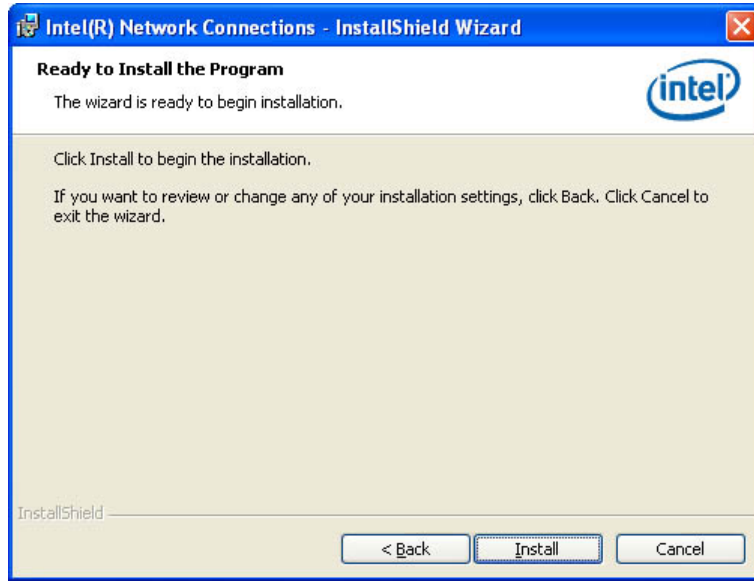 Intel(R) Network Connections - InstallShield Wizard
Ready to Install the Program
The wizard is ready to begin installation.
intel
Click Install to begin the installation.
If you want to review or change any of your installation settings, click Back. Click Cancel to
exit the wizard.
InstallShield
< Back
Install
Cancel